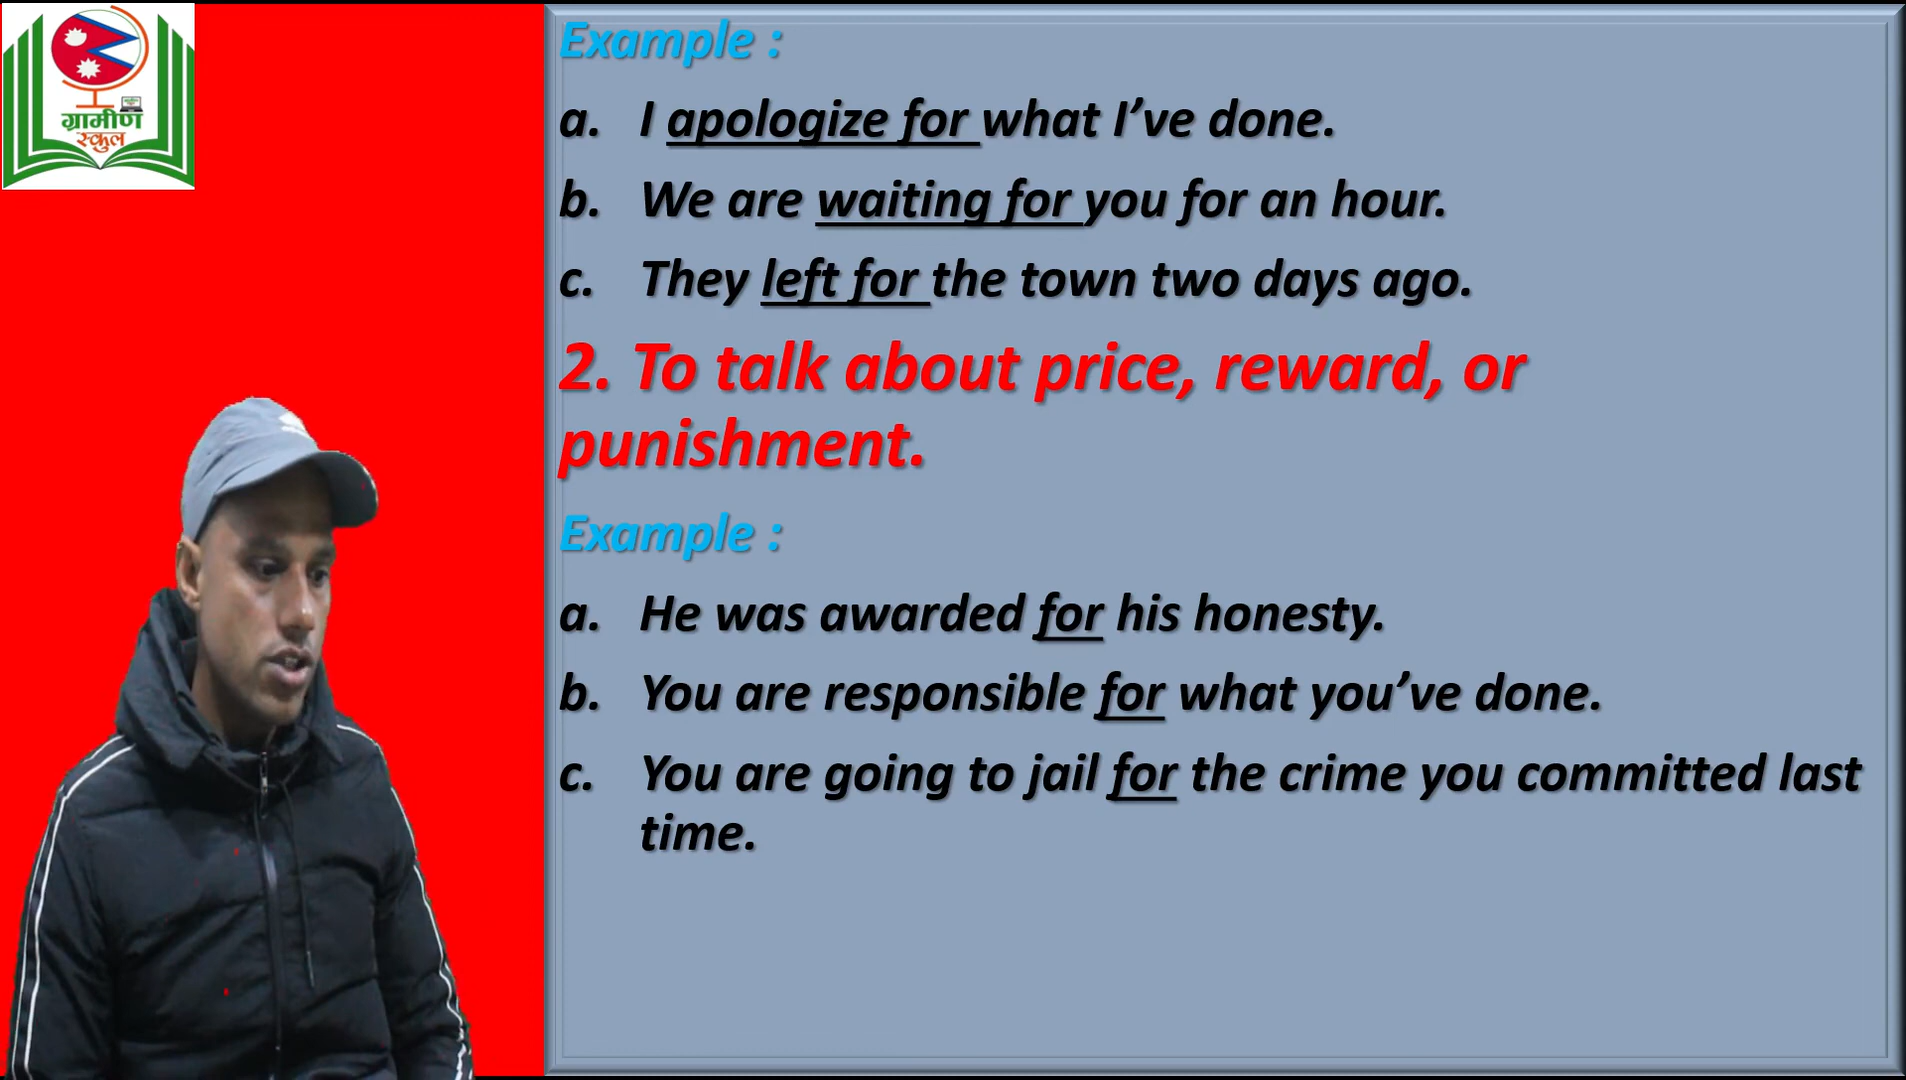 ग्रामीण
स्कुल
Example :
a. I apologize for what I’ve done.
b. We are waiting for you for an hour.
c. They left for the town two days ago.
2. To talk about price, reward, or
punishment.
Example :
a. He was awarded for his honesty.
b. You are responsible for what you’ve done.
c. You are going to jail for the crime you committed last
time.